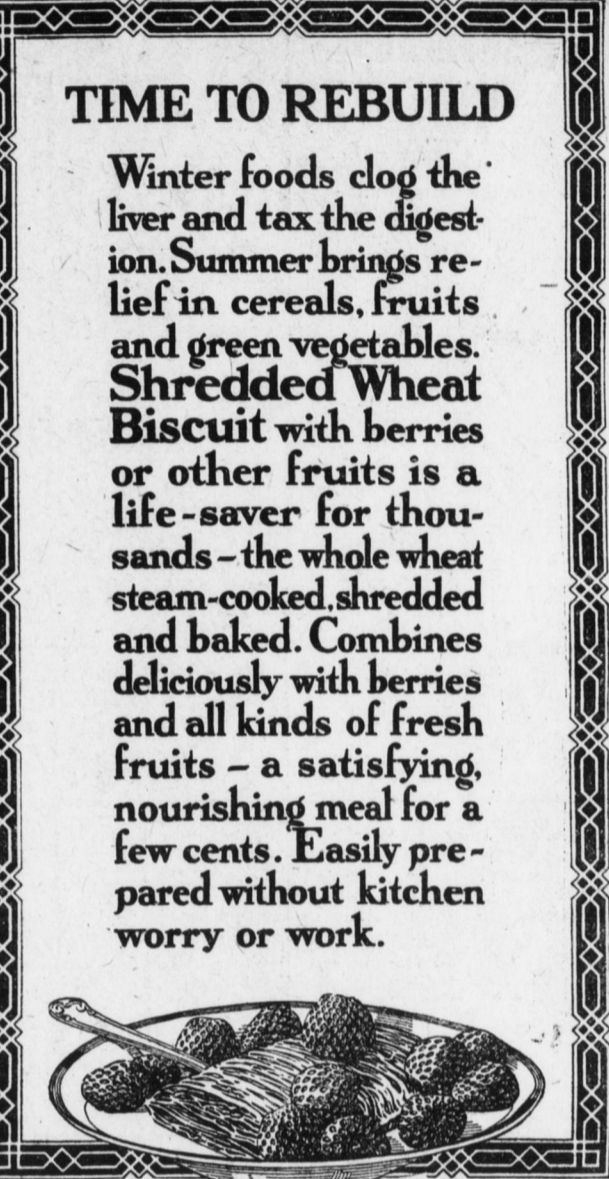 TIME TO REBUILD
Winter foods clog the
liver and tax the digest-
ion. Summer brings re-
lief in cereals, fruits
and green vegetables.
Shredded Wheat
Biscuit with berries
or other fruits is a
life-saver for thou-
sands – the whole wheat
steam-cooked, shredded
and baked. Combines
deliciously with berries
and all kinds of fresh
fruits – a satisfying,
nourishing meal for a
few cents. Easily pre-
pared without kitchen
worry or work.